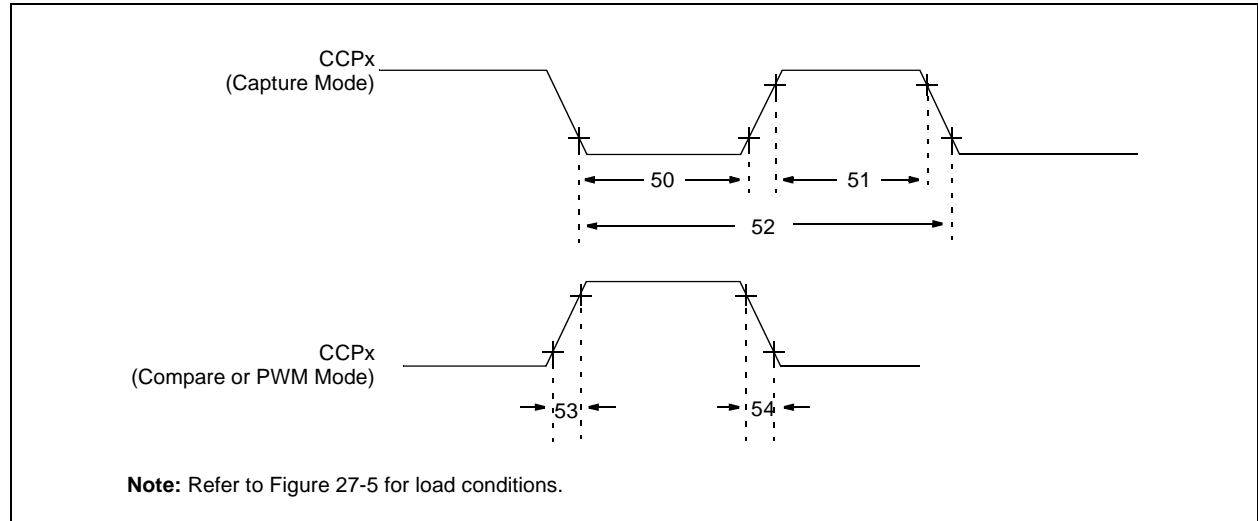 CCPx
(Capture Mode)
50
51
52
CCPx
(Compare or PWM Mode)
53
54
Note: Refer to Figure 27-5 for load conditions.